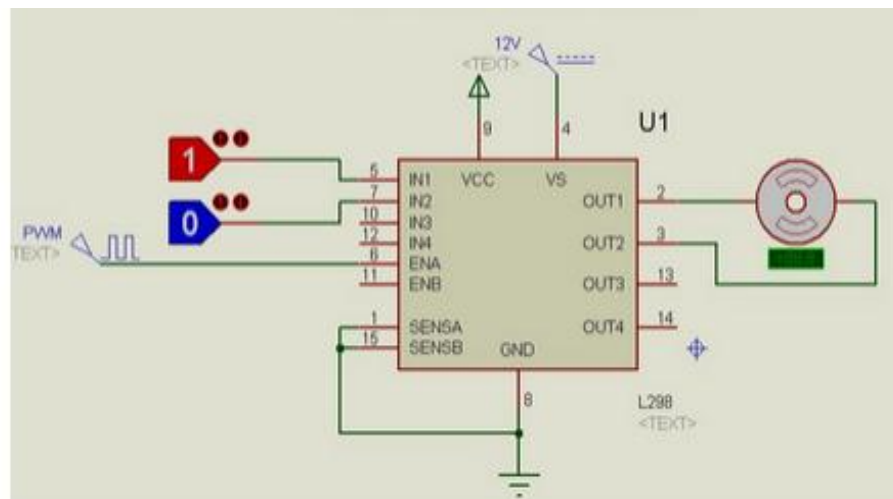 12V
<TEXT>
9
4
U1
1
5
IN1
VCC
VS
7
IN2
OUT1
2
0
10
IN3
PWM
12
IN4
OUT2
3
TEXT>
6
ENA
11
ENB
OUT3
13
1
SENSA
OUT4
14
15
SENSB
GND
8
L298
<TEXT>